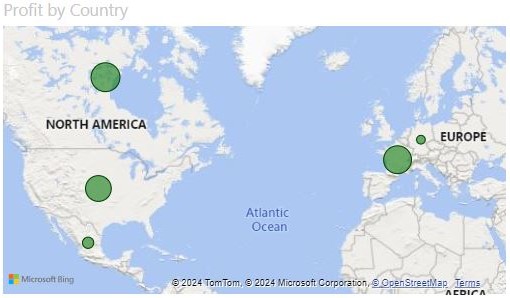 Profit by Country
NORTH AMERICA
EUROPE
Atlantic
Ocean
AFRICA
Microsoft Bing
© 2024 TomTom, © 2024 Microsoft Corporation, © OpenStreetMap Terms